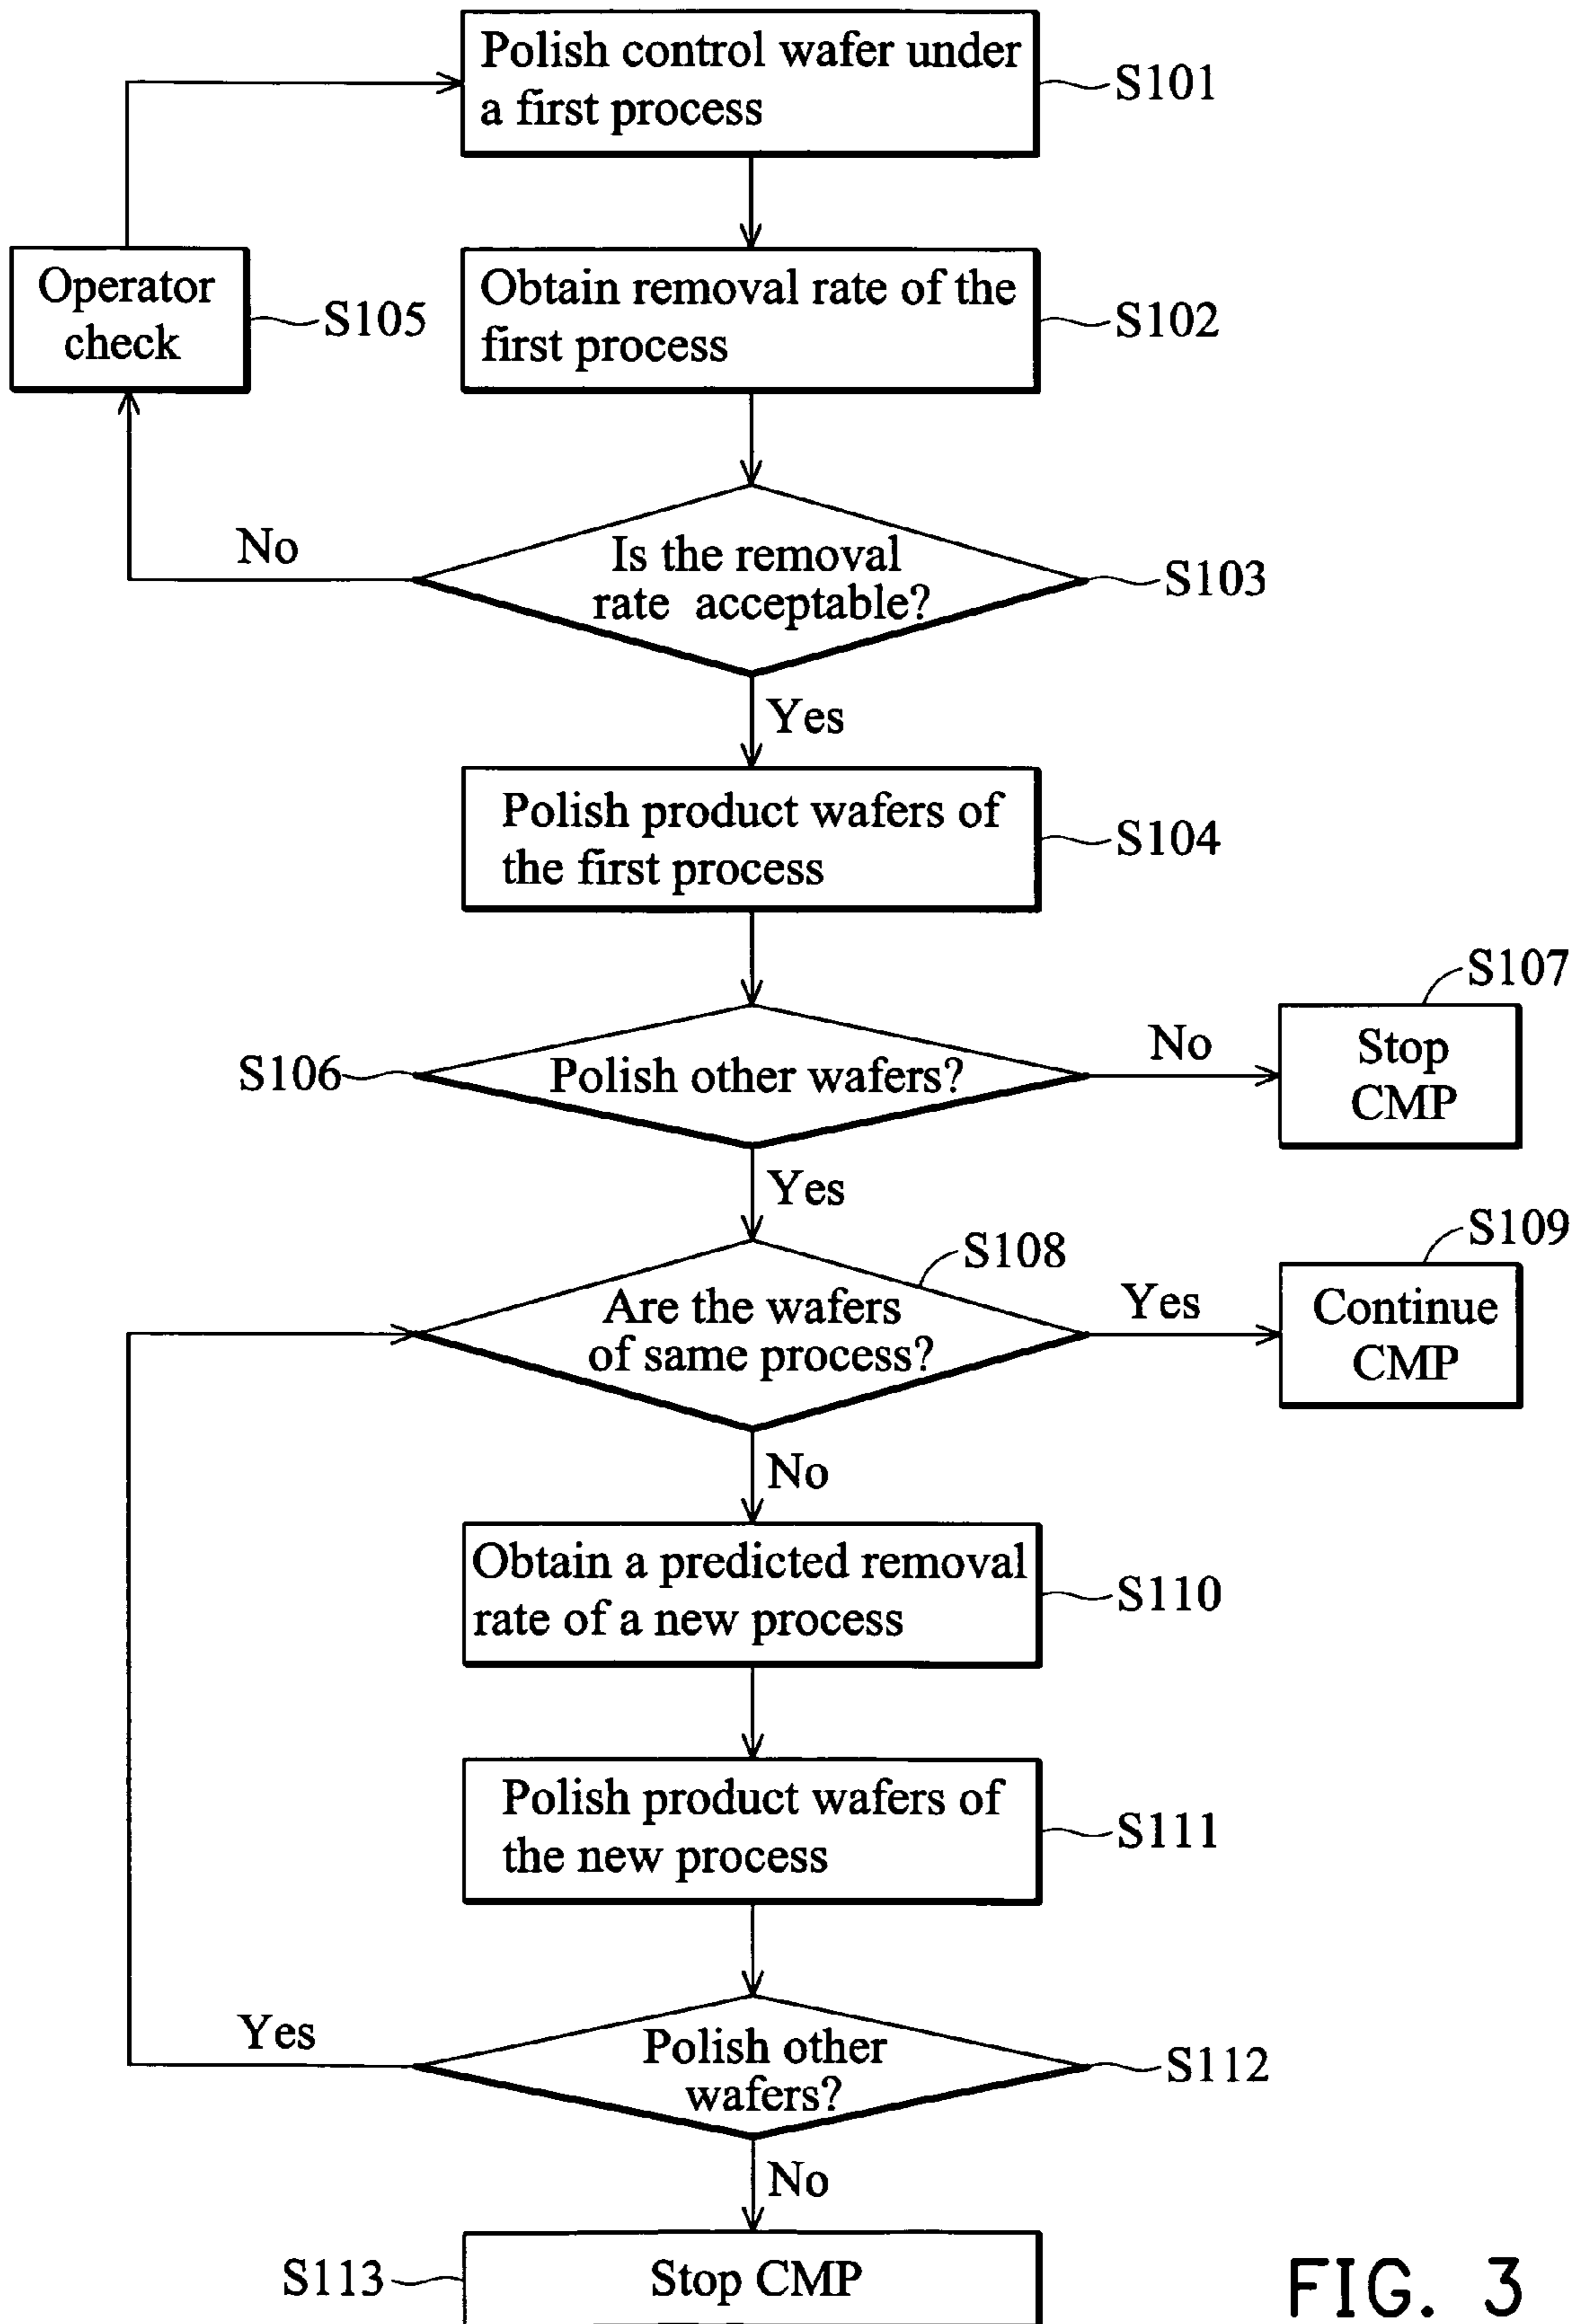 Polish control wafer under
a first process
S101
Operator
check
S105
Obtain removal rate of the
first process
S102
No
Is the removal
rate acceptable?
S103
Yes
Polish product wafers of
the first process
S104
S106
Polish other wafers?
No
S107
Stop
CMP
Yes
S108
Are the wafers
of same process?
Yes
S109
Continue
CMP
No
Obtain a predicted removal
rate of a new process
S110
Polish product wafers of
the new process
S111
Yes
Polish other
wafers?
S112
No
S113
Stop CMP
FIG. 3